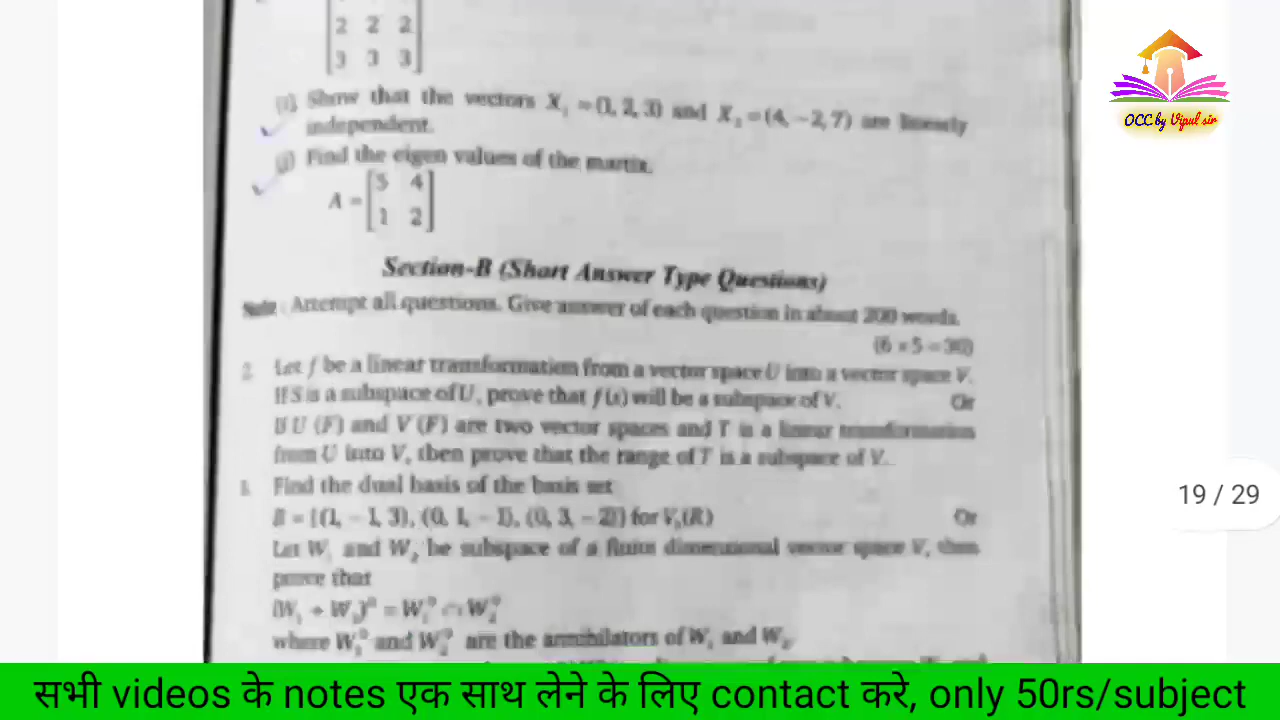 2 2 2
3 3 3
(i) Show that the vectors X₁ = (1, 2, 3) and X₂ = (4, −2, 7) are linearly
independent.
(j) Find the eigen values of the martix.
A = [5 4
1 2]
Section-B (Short Answer Type Questions)
Note : Attempt all questions. Give answer of each question in about 200 words.
(6 × 5 = 30)
2. Let f be a linear transformation from a vector space U into a vector space V.
If S is a subspace of U, prove that f(s) will be a subspace of V. Or
If U (F) and V (F) are two vector spaces and T is a linear transformation
from U into V, then prove that the range of T is a subspace of V.
3. Find the dual basis of the basis set
B = {(1, −1, 3), (0, 1, −1), (0, 3, −2)} for V₃(R) Or
Let W₁ and W₂ be subspace of a finite dimensional vector space V, then
prove that
(W₁ + W₂)⁰ = W₁⁰ ∩ W₂⁰
where W₁⁰ and W₂⁰ are the annihilators of W₁ and W₂.
OCC by Vipul sir
19 / 29
सभी videos के notes एक साथ लेने के लिए contact करे, only 50rs/subject